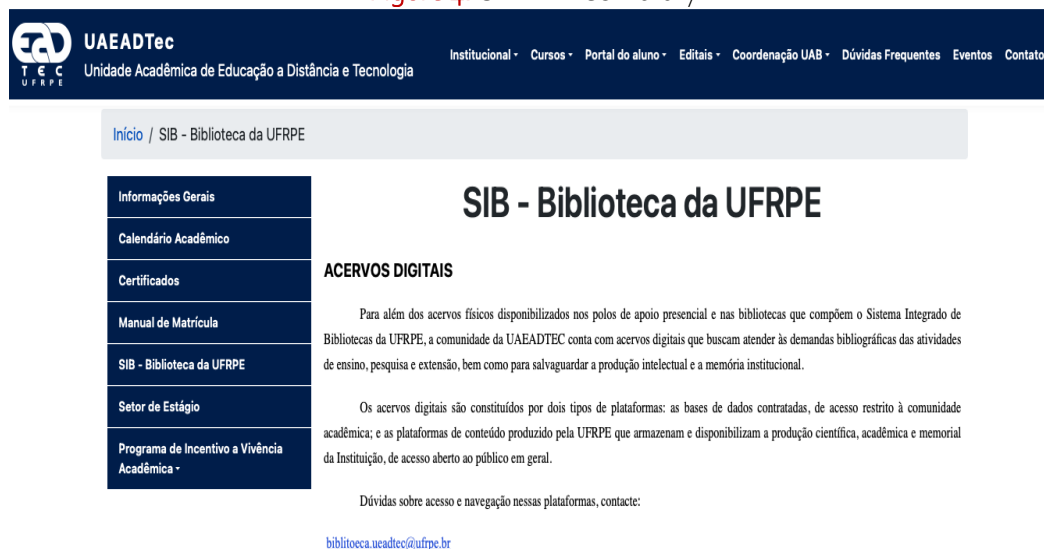 UAEADTec
Unidade Acadêmica de Educação a Distância e Tecnologia
TEC
UFRPE
Institucional Cursos Portal do aluno Editais Coordenação UAB Dúvidas Frequentes Eventos Contato
Início / SIB - Biblioteca da UFRPE
Informações Gerais
Calendário Acadêmico
Certificados
Manual de Matrícula
SIB - Biblioteca da UFRPE
Setor de Estágio
Programa de Incentivo a Vivência
Acadêmica
SIB - Biblioteca da UFRPE
ACERVOS DIGITAIS
Para além dos acervos físicos disponibilizados nos polos de apoio presencial e nas bibliotecas que compõem o Sistema Integrado de
Bibliotecas da UFRPE, a comunidade da UAEADTEC conta com acervos digitais que buscam atender às demandas bibliográficas das atividades
de ensino, pesquisa e extensão, bem como para salvaguardar a produção intelectual e a memória institucional.
Os acervos digitais são constituídos por dois tipos de plataformas: as bases de dados contratadas, de acesso restrito à comunidade
acadêmica; e as plataformas de conteúdo produzido pela UFRPE que armazenam e disponibilizam a produção científica, acadêmica e memorial
da Instituição, de acesso aberto ao público em geral.
Dúvidas sobre acesso e navegação nessas plataformas, contacte:
biblitoeca.ueadtec@ufrpe.br